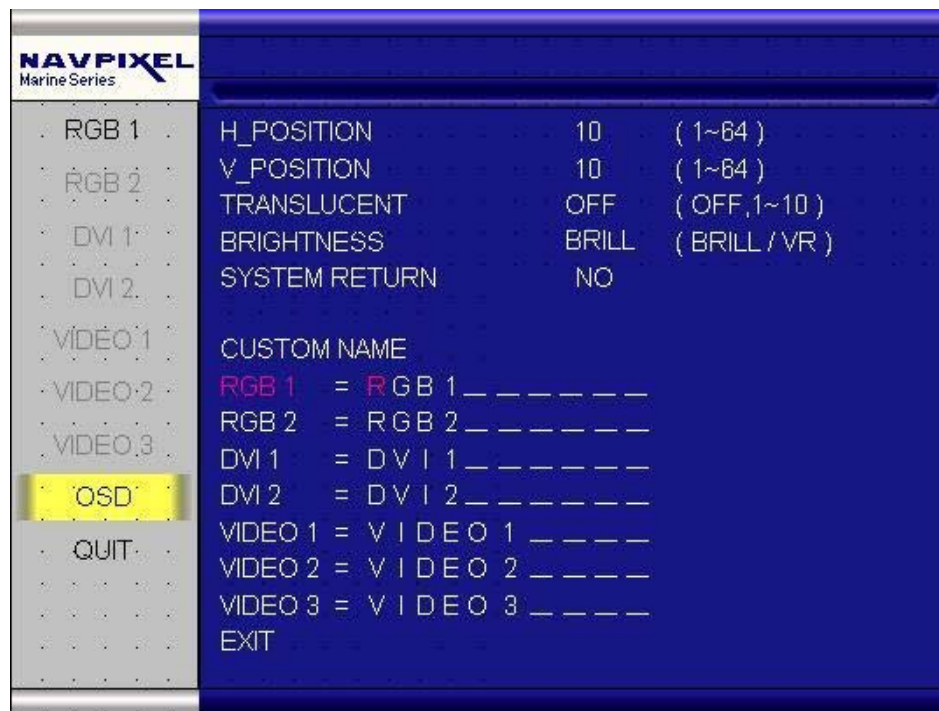 NAVPIXEL
Marine Series
RGB 1
RGB 2
DVI 1
DVI 2
VIDEO 1
VIDEO 2
VIDEO 3
OSD
QUIT
H_POSITION 10 ( 1~64 )
V_POSITION 10 ( 1~64 )
TRANSLUCENT OFF ( OFF,1~10 )
BRIGHTNESS BRILL ( BRILL / VR )
SYSTEM RETURN NO
CUSTOM NAME
RGB 1 = R G B 1 _ _ _ _ _ _
RGB 2 = R G B 2 _ _ _ _ _ _
DVI 1 = D V I 1 _ _ _ _ _ _
DVI 2 = D V I 2 _ _ _ _ _ _
VIDEO 1 = V I D E O 1 _ _ _ _
VIDEO 2 = V I D E O 2 _ _ _ _
VIDEO 3 = V I D E O 3 _ _ _ _
EXIT